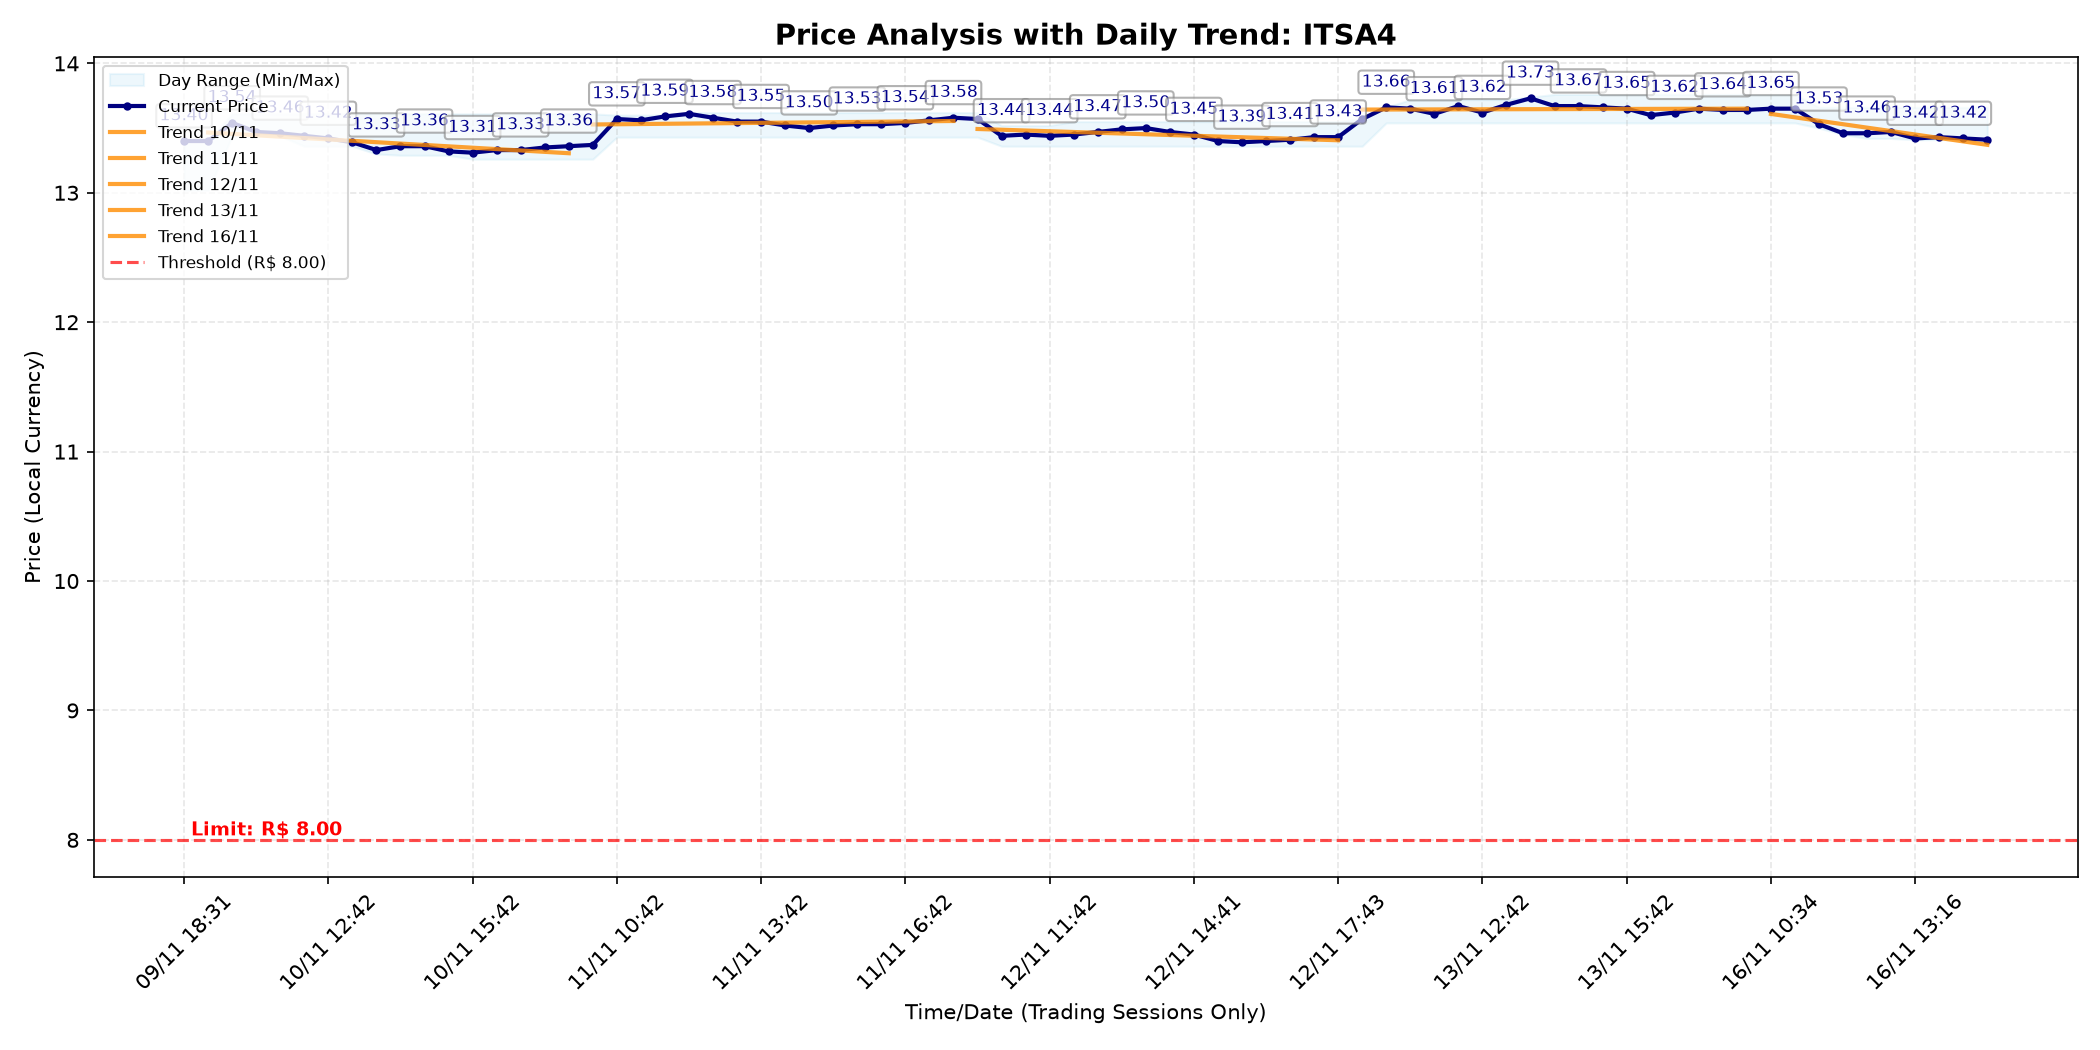 Price Analysis with Daily Trend: ITSA4
Price (Local Currency)
14
13
12
11
10
9
8
Day Range (Min/Max)
Current Price
Trend 10/11
Trend 11/11
Trend 12/11
Trend 13/11
Trend 16/11
Threshold (R$ 8.00)
13.40 13.54 13.46 13.42 13.33 13.36 13.31 13.33 13.36 13.57 13.59 13.58 13.55 13.50 13.53 13.54 13.58 13.44 13.44 13.47 13.50 13.45 13.39 13.41 13.43 13.66 13.61 13.62 13.73 13.67 13.65 13.62 13.64 13.65 13.53 13.46 13.42 13.42
Limit: R$ 8.00
09/11 18:31
10/11 12:42
10/11 15:42
11/11 10:42
11/11 13:42
11/11 16:42
12/11 11:42
12/11 14:41
12/11 17:43
13/11 12:42
13/11 15:42
16/11 10:34
16/11 13:16
Time/Date (Trading Sessions Only)